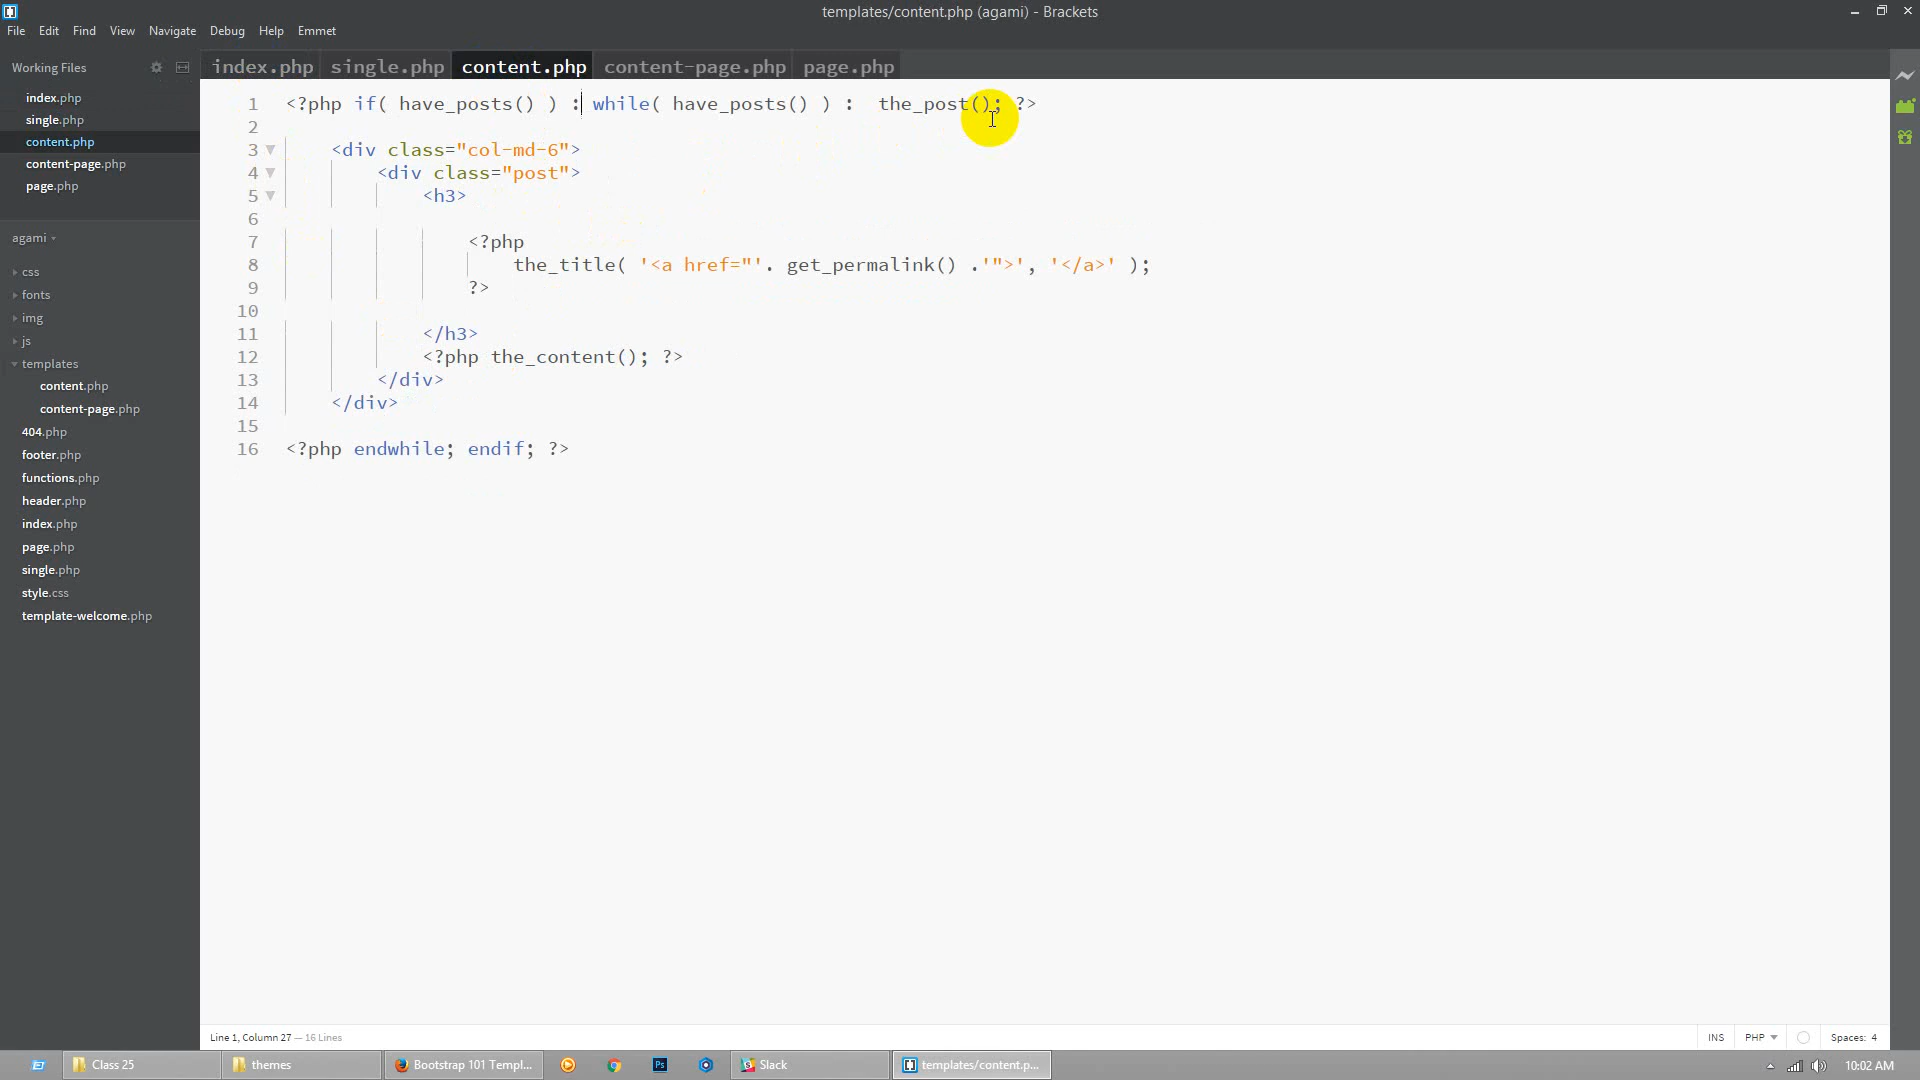 templates/content.php (agami) - Brackets
File Edit Find View Navigate Debug Help Emmet
Working Files
index.php
single.php
content.php
content-page.php
page.php
agami
css
fonts
img
js
templates
content.php
content-page.php
404.php
footer.php
functions.php
header.php
index.php
page.php
single.php
style.css
template-welcome.php
index.php single.php content.php content-page.php page.php
1 <?php if( have_posts() ) : while( have_posts() ) :  the_post(); ?>
2
3 <div class="col-md-6">
4 <div class="post">
5 <h3>
6
7 <?php
8 the_title( '<a href="'. get_permalink() .'">', '</a>' );
9 ?>
10
11 </h3>
12 <?php the_content(); ?>
13 </div>
14 </div>
15
16 <?php endwhile; endif; ?>
Line 1, Column 27 — 16 Lines
INS PHP Spaces: 4
Class 25 themes Bootstrap 101 Templ... Ps Slack templates/content.p... 10:02 AM